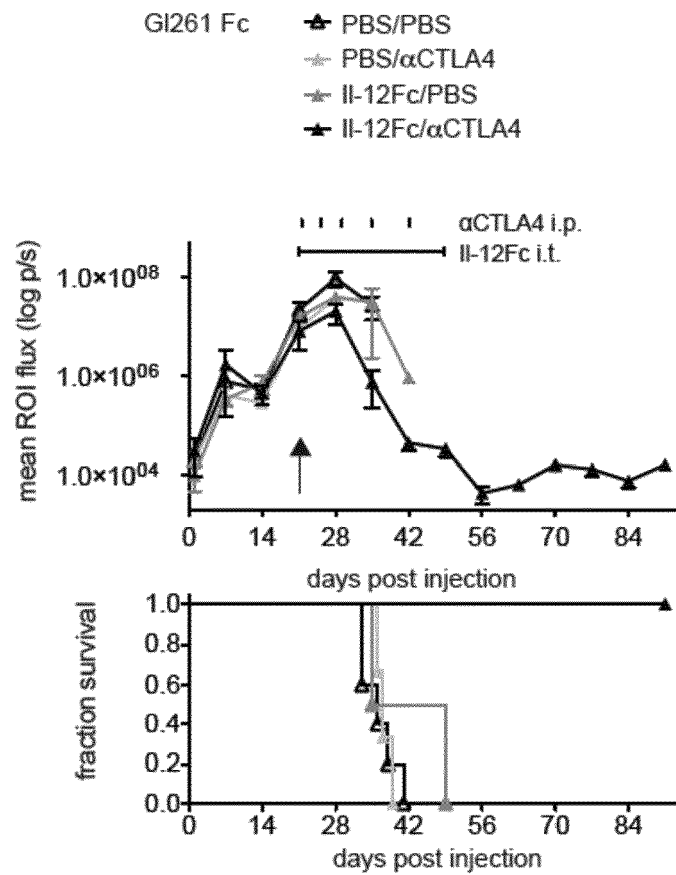 Gl261 Fc
PBS/PBS
PBS/αCTLA4
Il-12Fc/PBS
Il-12Fc/αCTLA4
αCTLA4 i.p.
Il-12Fc i.t.
mean ROI flux (log p/s)
1.0×10⁰⁸
1.0×10⁰⁶
1.0×10⁰⁴
0 14 28 42 56 70 84
days post injection
fraction survival
1.0
0.8
0.6
0.4
0.2
0.0
0 14 28 42 56 70 84
days post injection